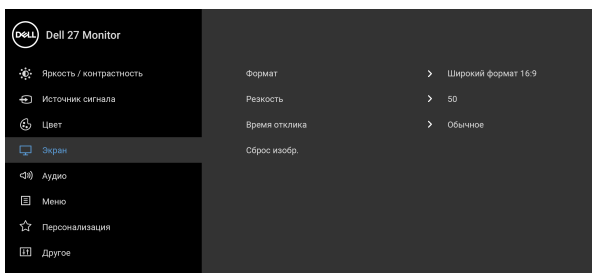 DELL Dell 27 Monitor
Яркость / контрастность
Формат Широкий формат 16:9
Источник сигнала
Резкость 50
Цвет
Время отклика Обычное
Экран
Сброс изобр.
Аудио
Меню
Персонализация
Другое